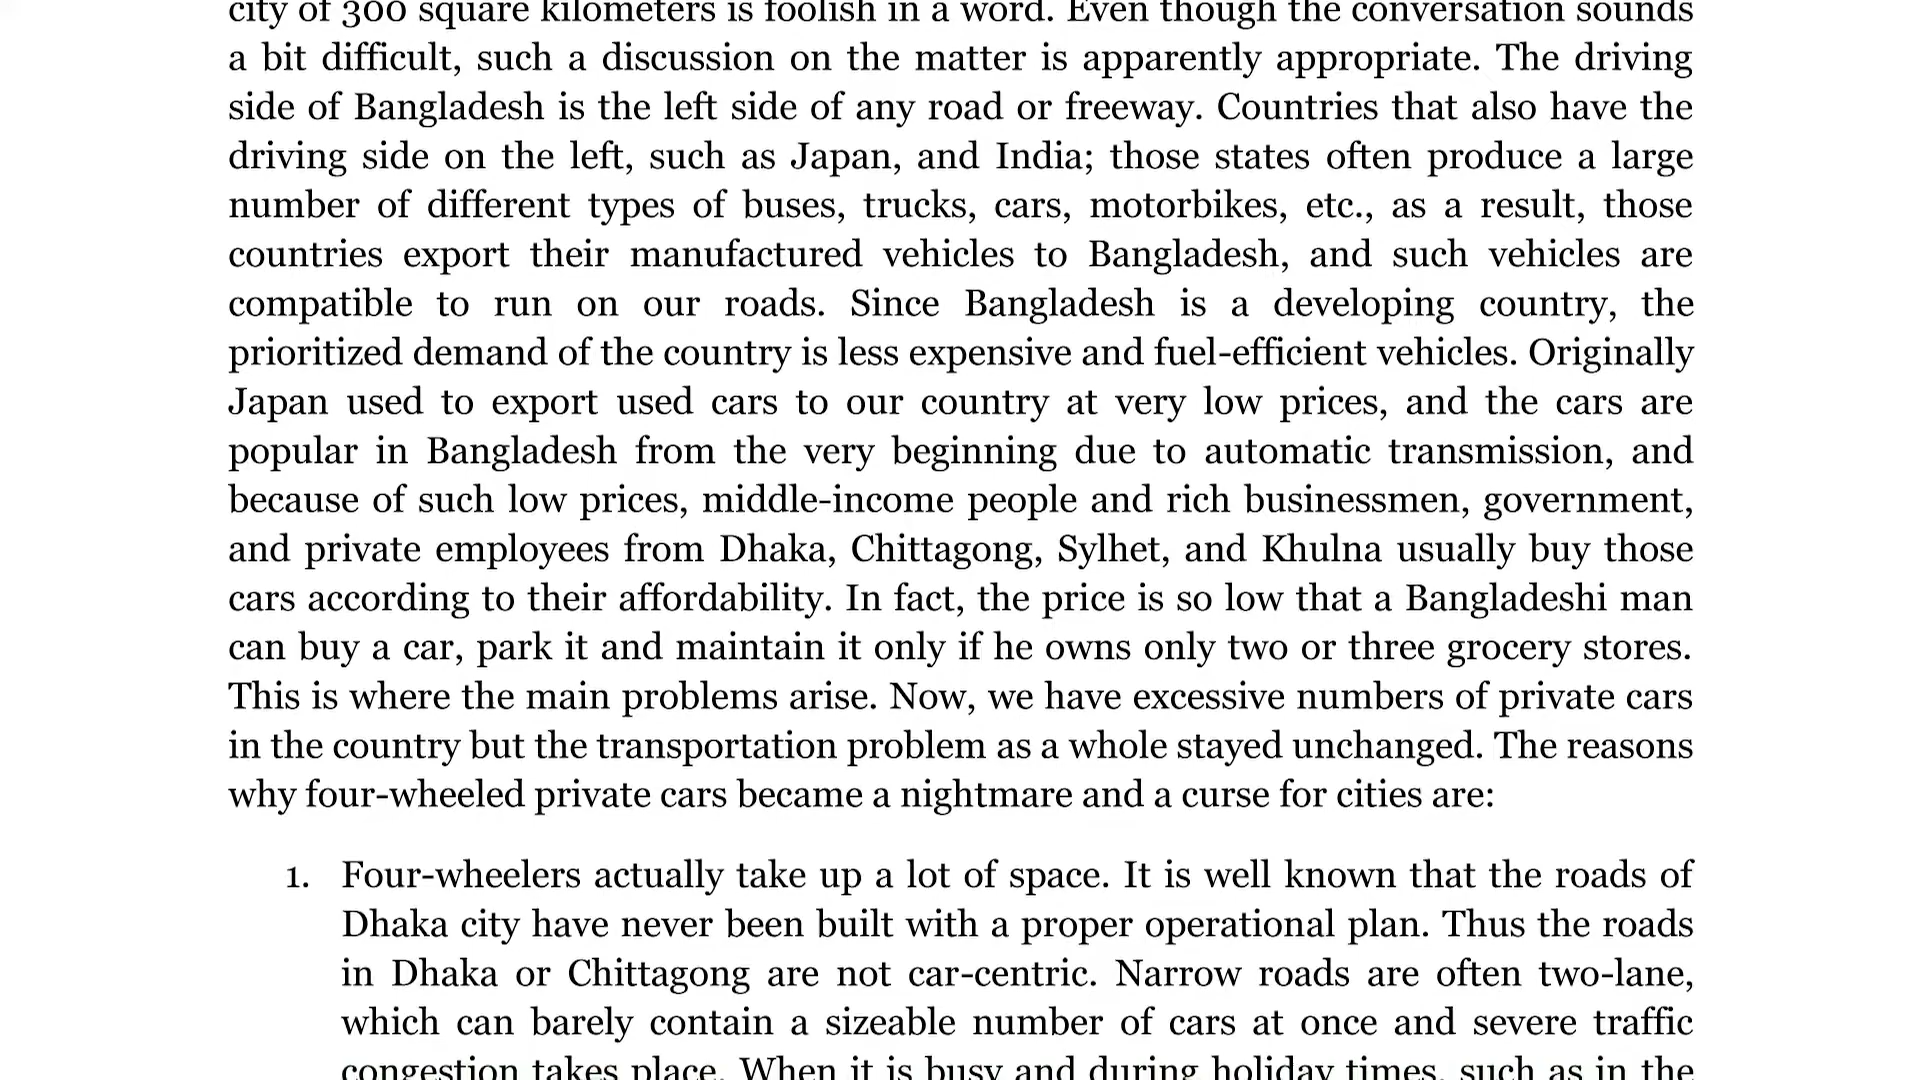 city of 300 square kilometers is foolish in a word. Even though the conversation sounds
a bit difficult, such a discussion on the matter is apparently appropriate. The driving
side of Bangladesh is the left side of any road or freeway. Countries that also have the
driving side on the left, such as Japan, and India; those states often produce a large
number of different types of buses, trucks, cars, motorbikes, etc., as a result, those
countries export their manufactured vehicles to Bangladesh, and such vehicles are
compatible to run on our roads. Since Bangladesh is a developing country, the
prioritized demand of the country is less expensive and fuel-efficient vehicles. Originally
Japan used to export used cars to our country at very low prices, and the cars are
popular in Bangladesh from the very beginning due to automatic transmission, and
because of such low prices, middle-income people and rich businessmen, government,
and private employees from Dhaka, Chittagong, Sylhet, and Khulna usually buy those
cars according to their affordability. In fact, the price is so low that a Bangladeshi man
can buy a car, park it and maintain it only if he owns only two or three grocery stores.
This is where the main problems arise. Now, we have excessive numbers of private cars
in the country but the transportation problem as a whole stayed unchanged. The reasons
why four-wheeled private cars became a nightmare and a curse for cities are:
1. Four-wheelers actually take up a lot of space. It is well known that the roads of
Dhaka city have never been built with a proper operational plan. Thus the roads
in Dhaka or Chittagong are not car-centric. Narrow roads are often two-lane,
which can barely contain a sizeable number of cars at once and severe traffic
congestion takes place. When it is busy and during holiday times, such as in the